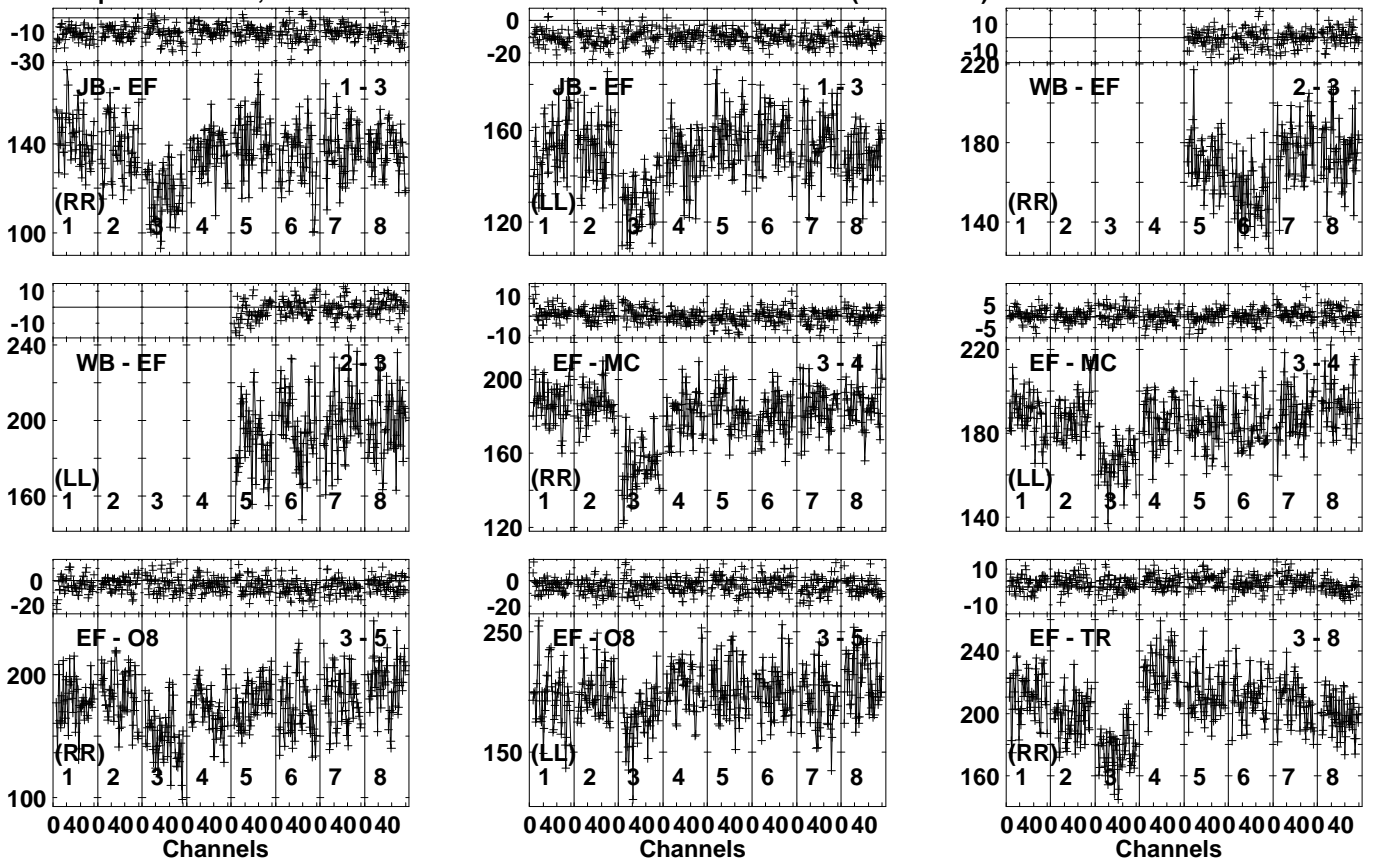 -10
-30
JB - EF 1 - 3
140
(RR)
1 2 3 4 5 6 7 8
100
0
-20
JB - EF 1 - 3
160
(LL)
120
1 2 3 4 5 6 7 8
10
-10
220
WB - EF 2 - 3
180
(RR)
140
1 2 3 4 5 6 7 8
10
-10
240
WB - EF 2 - 3
200
(LL)
160
1 2 3 4 5 6 7 8
10
-10
EF - MC 3 - 4
200
160
(RR)
1 2 3 4 5 6 7 8
120
5
-5
220
EF - MC 3 - 4
180
(LL)
1 2 3 4 5 6 7 8
140
0
-20
EF - O8 3 - 5
200
(RR)
1 2 3 4 5 6 7 8
100
0 40 0 40 0 40 0 40 0 40 0 40 0 40 0 40
Channels
0
-20
250
EF - O8 3 - 5
150
(LL)
1 2 3 4 5 6 7 8
0 40 0 40 0 40 0 40 0 40 0 40 0 40 0 40
Channels
10
-10
EF - TR 3 - 8
240
200
(RR)
160
1 2 3 4 5 6 7 8
0 40 0 40 0 40 0 40 0 40 0 40 0 40 0 40
Channels